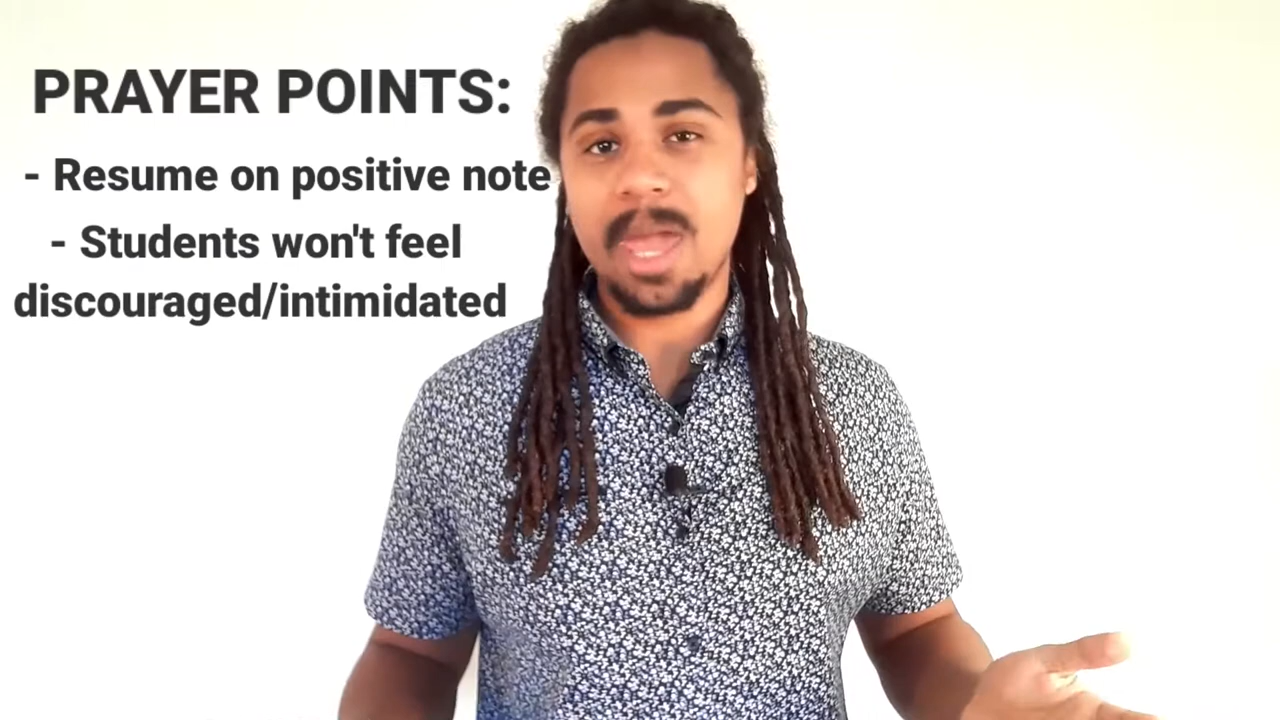 PRAYER POINTS:
- Resume on positive note
- Students won't feel
discouraged/intimidated